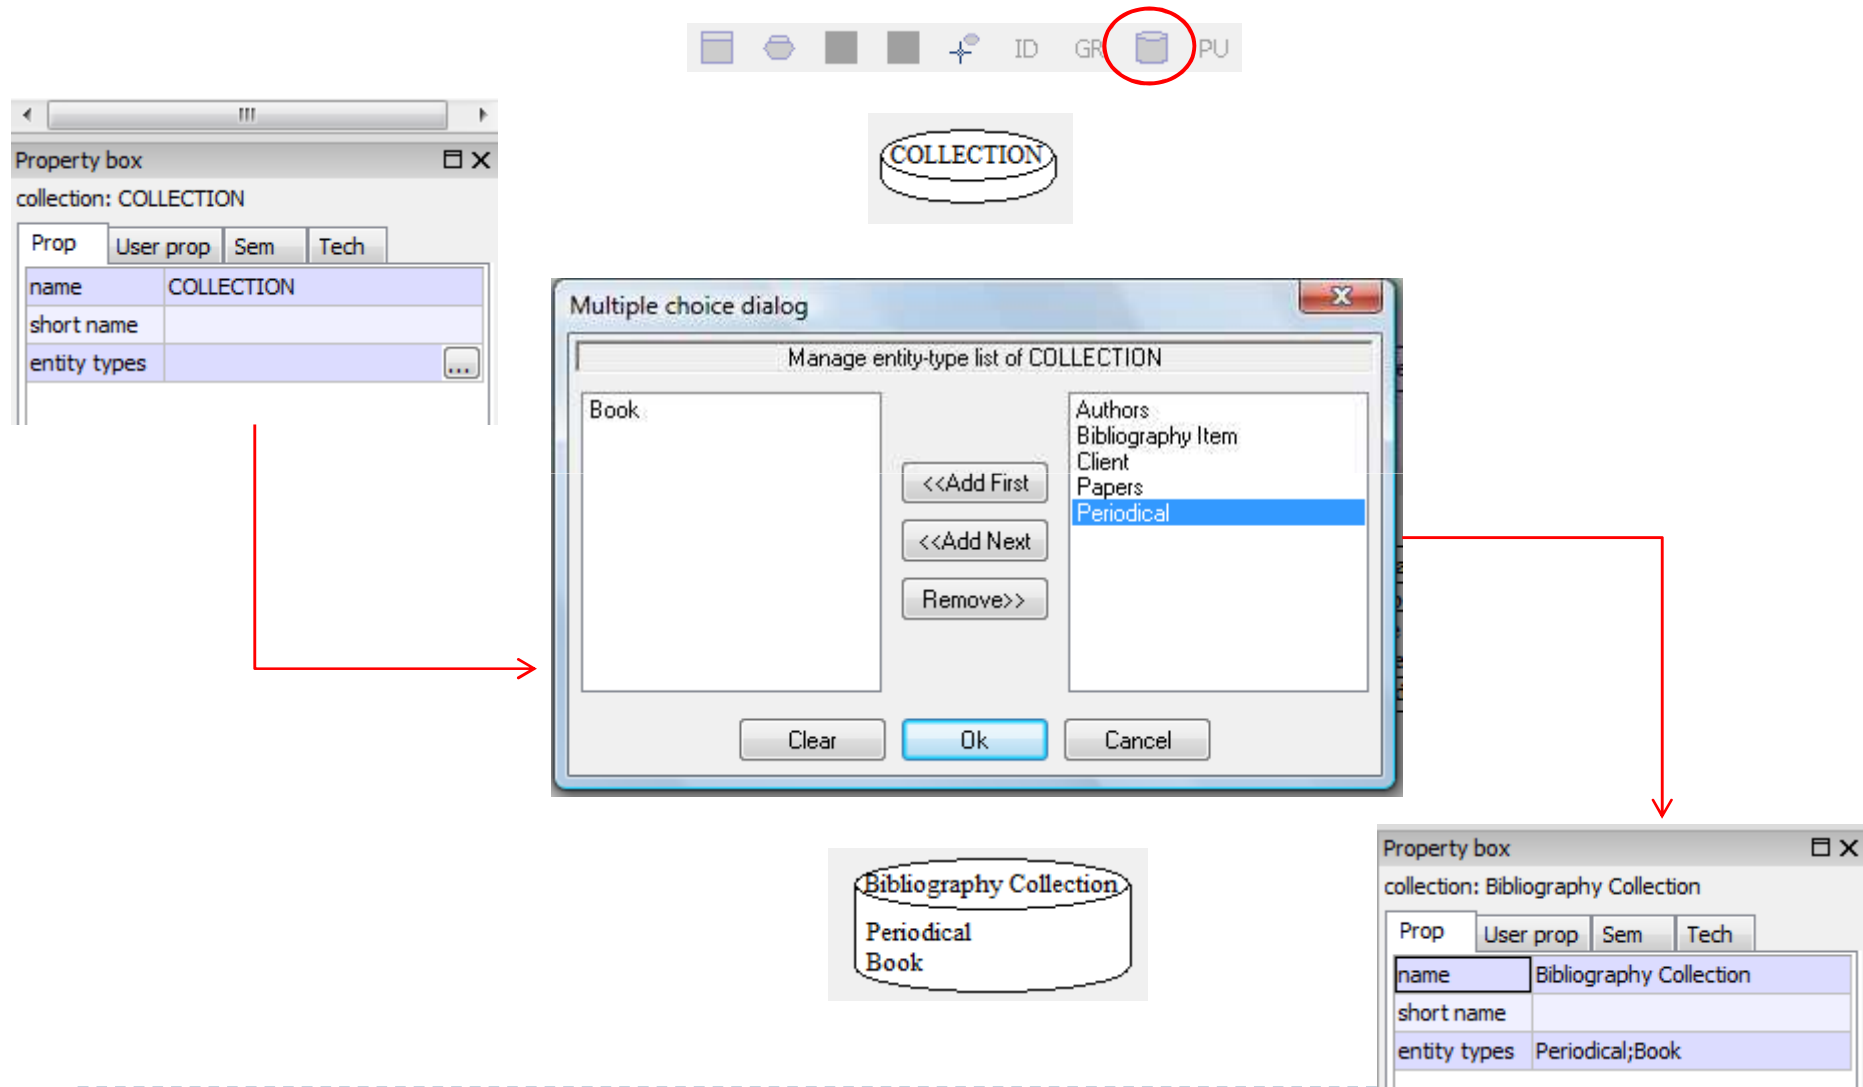 ID GR PU
COLLECTION
Property box
collection: COLLECTION
Prop User prop Sem Tech
name COLLECTION
short name
entity types ...
Multiple choice dialog
Manage entity-type list of COLLECTION
Book
<<Add First
<<Add Next
Remove>>
Authors
Bibliography Item
Client
Papers
Periodical
Clear Ok Cancel
Bibliography Collection
Periodical
Book
Property box
collection: Bibliography Collection
Prop User prop Sem Tech
name Bibliography Collection
short name
entity types Periodical;Book